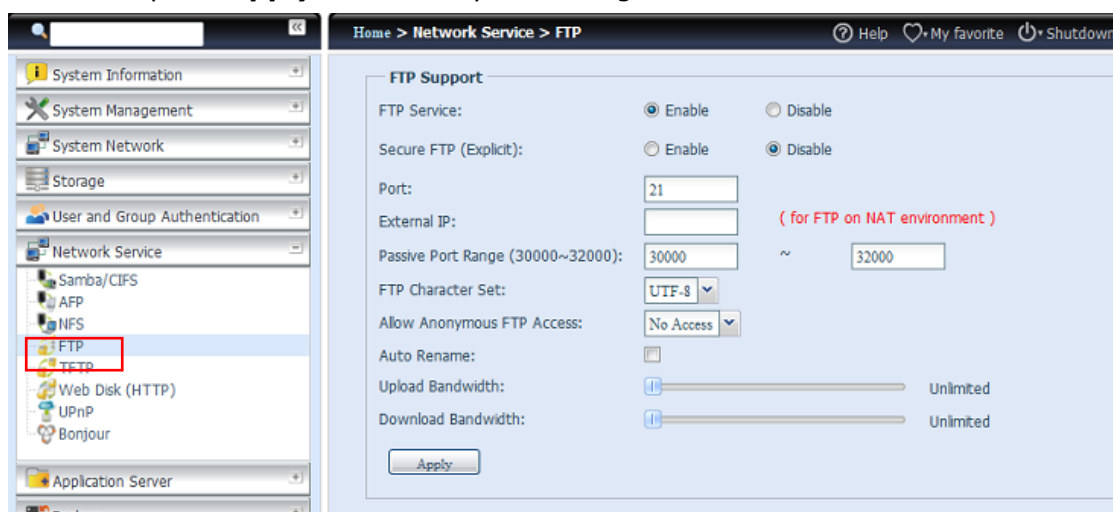 Home > Network Service > FTP
Help My favorite Shutdown
System Information
System Management
System Network
Storage
User and Group Authentication
Network Service
Samba/CIFS
AFP
NFS
FTP
TFTP
Web Disk (HTTP)
UPnP
Bonjour
Application Server
FTP Support
FTP Service: Enable Disable
Secure FTP (Explicit): Enable Disable
Port: 21
External IP: ( for FTP on NAT environment )
Passive Port Range (30000~32000): 30000 ~ 32000
FTP Character Set: UTF-8
Allow Anonymous FTP Access: No Access
Auto Rename:
Upload Bandwidth: Unlimited
Download Bandwidth: Unlimited
Apply